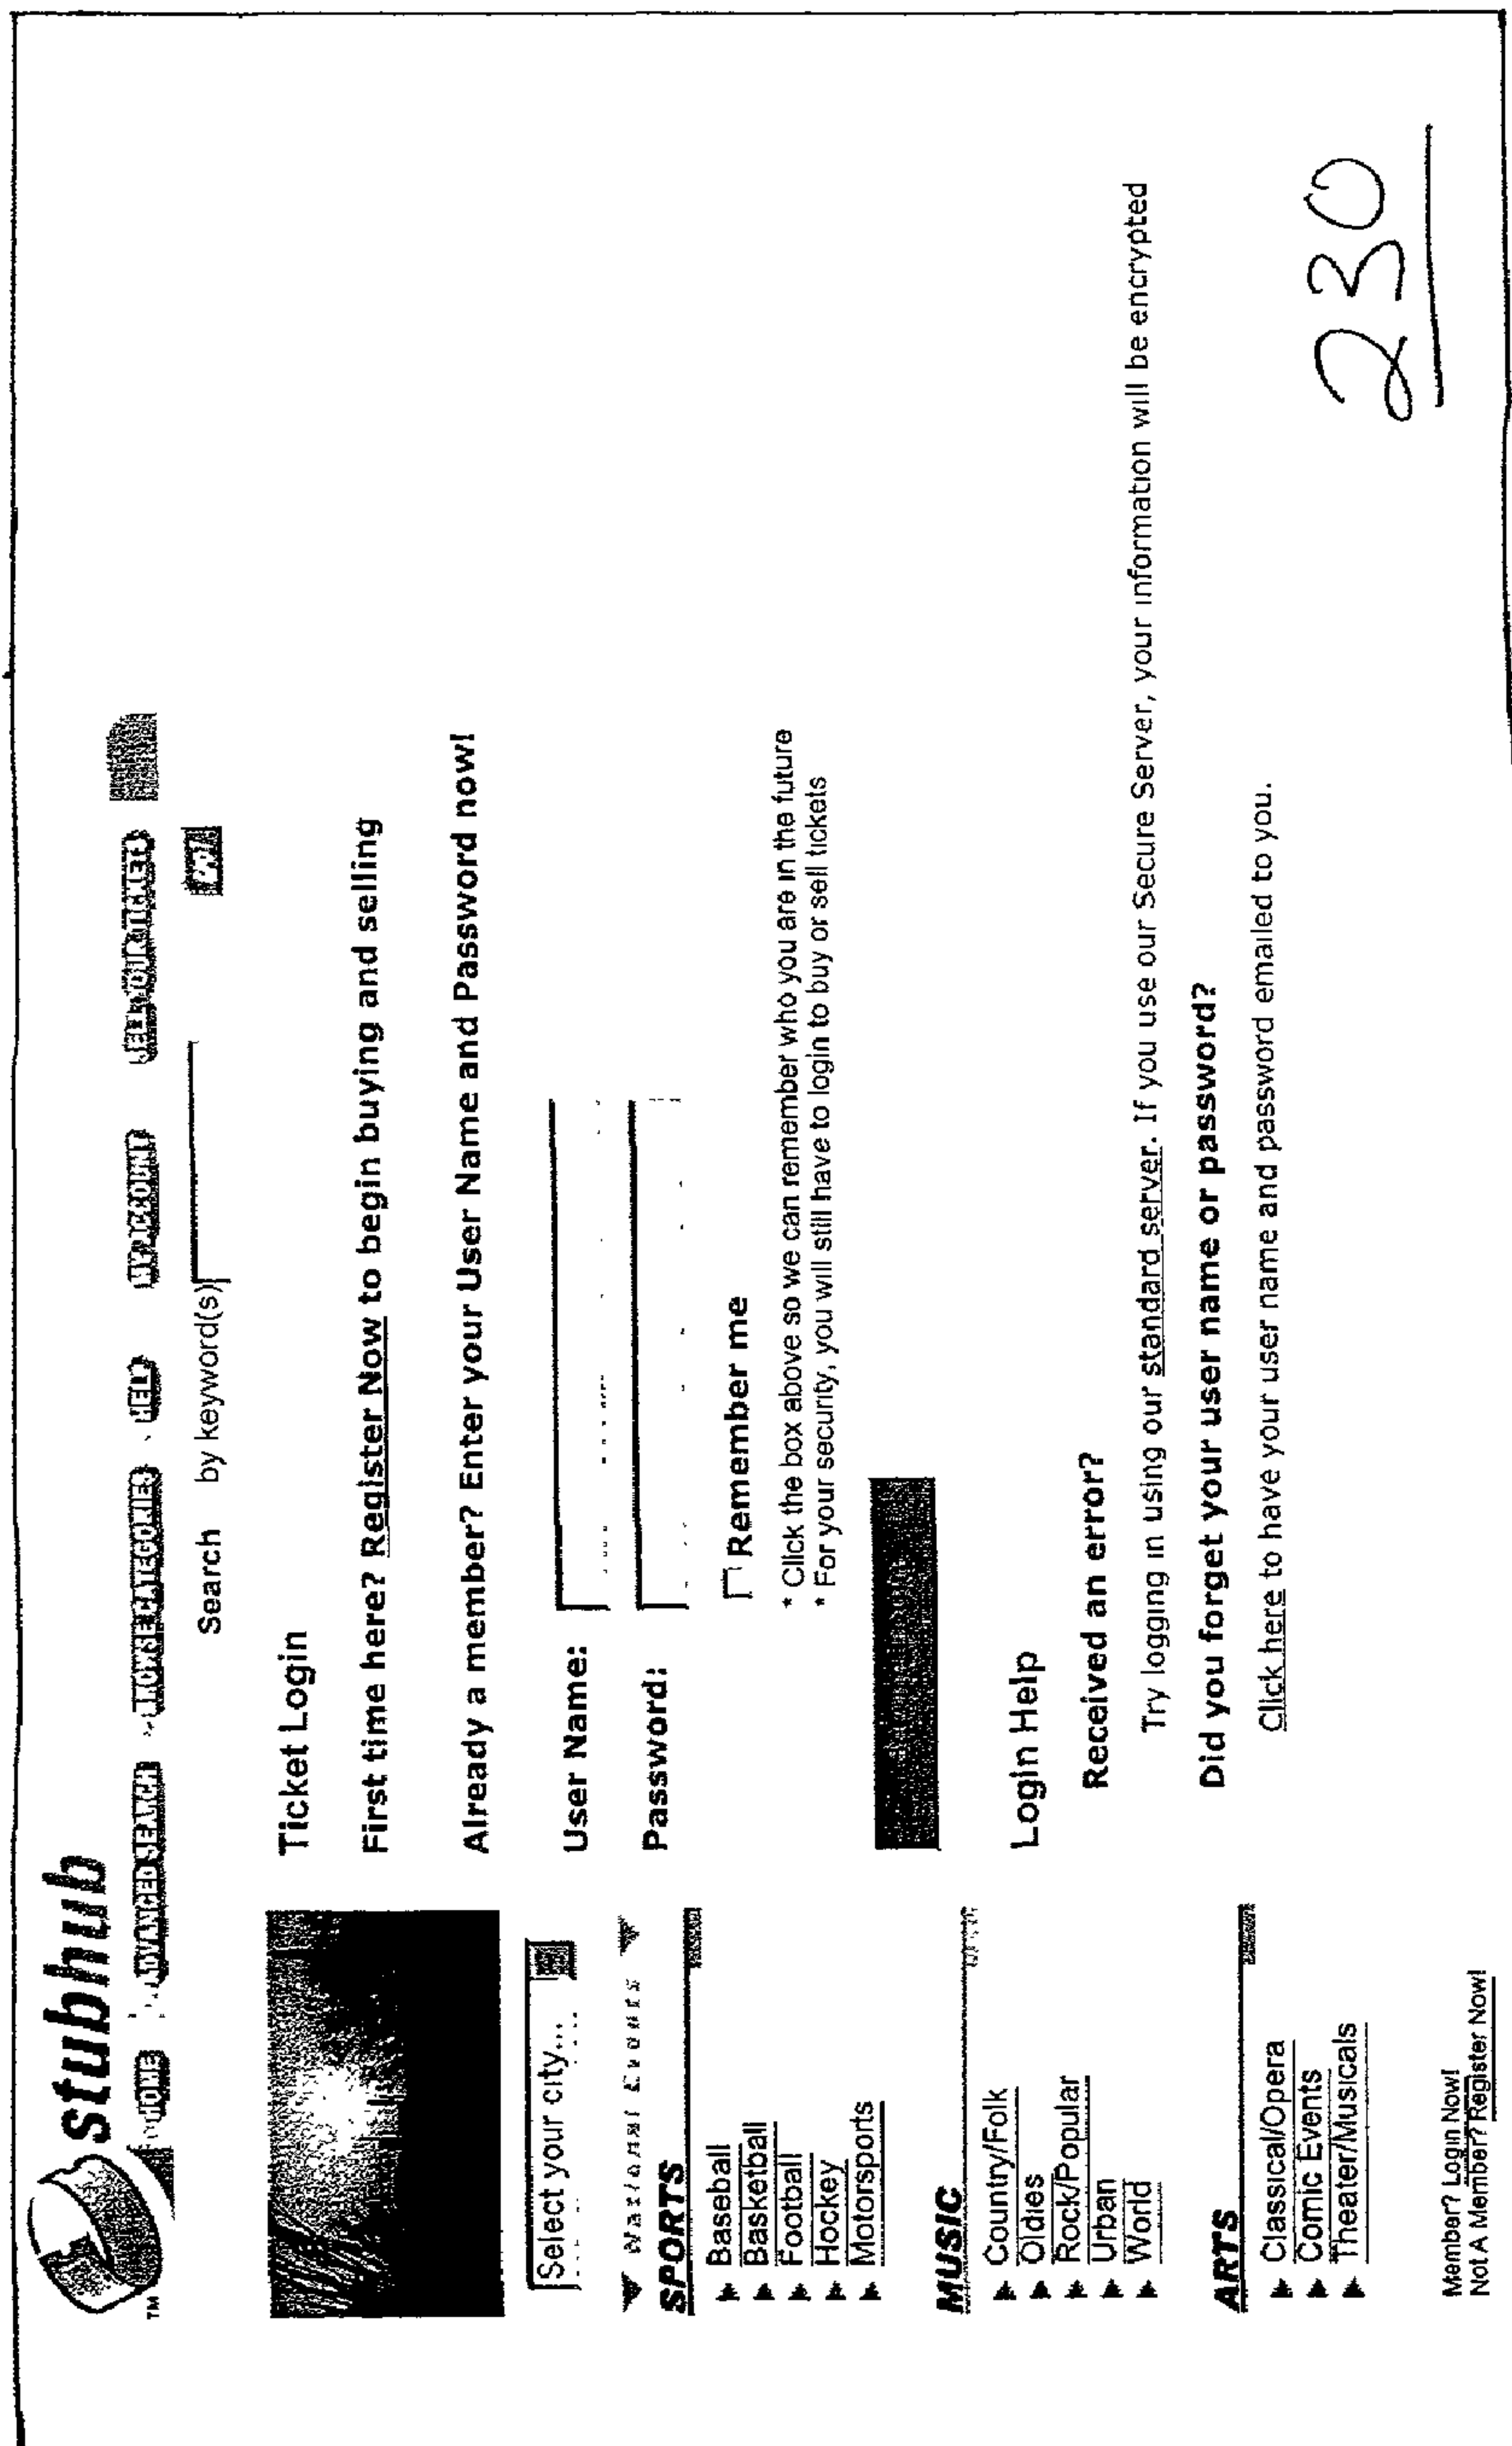 stubhub
TM
HOME ADVANCED SEARCH BROWSE CATEGORIES HELP MY ACCOUNT SELL YOUR TICKETS
Search by keyword(s)
Select your city...
National Events
SPORTS
Baseball
Basketball
Football
Hockey
Motorsports
MUSIC
Country/Folk
Oldies
Rock/Popular
Urban
World
ARTS
Classical/Opera
Comic Events
Theater/Musicals
Member? Login Now!
Not A Member? Register Now!
Ticket Login
First time here? Register Now to begin buying and selling
Already a member? Enter your User Name and Password now!
User Name:
Password:
Remember me
* Click the box above so we can remember who you are in the future
* For your security, you will still have to login to buy or sell tickets
Login Help
Received an error?
Try logging in using our standard server. If you use our Secure Server, your information will be encrypted
Did you forget your user name or password?
Click here to have your user name and password emailed to you.
230